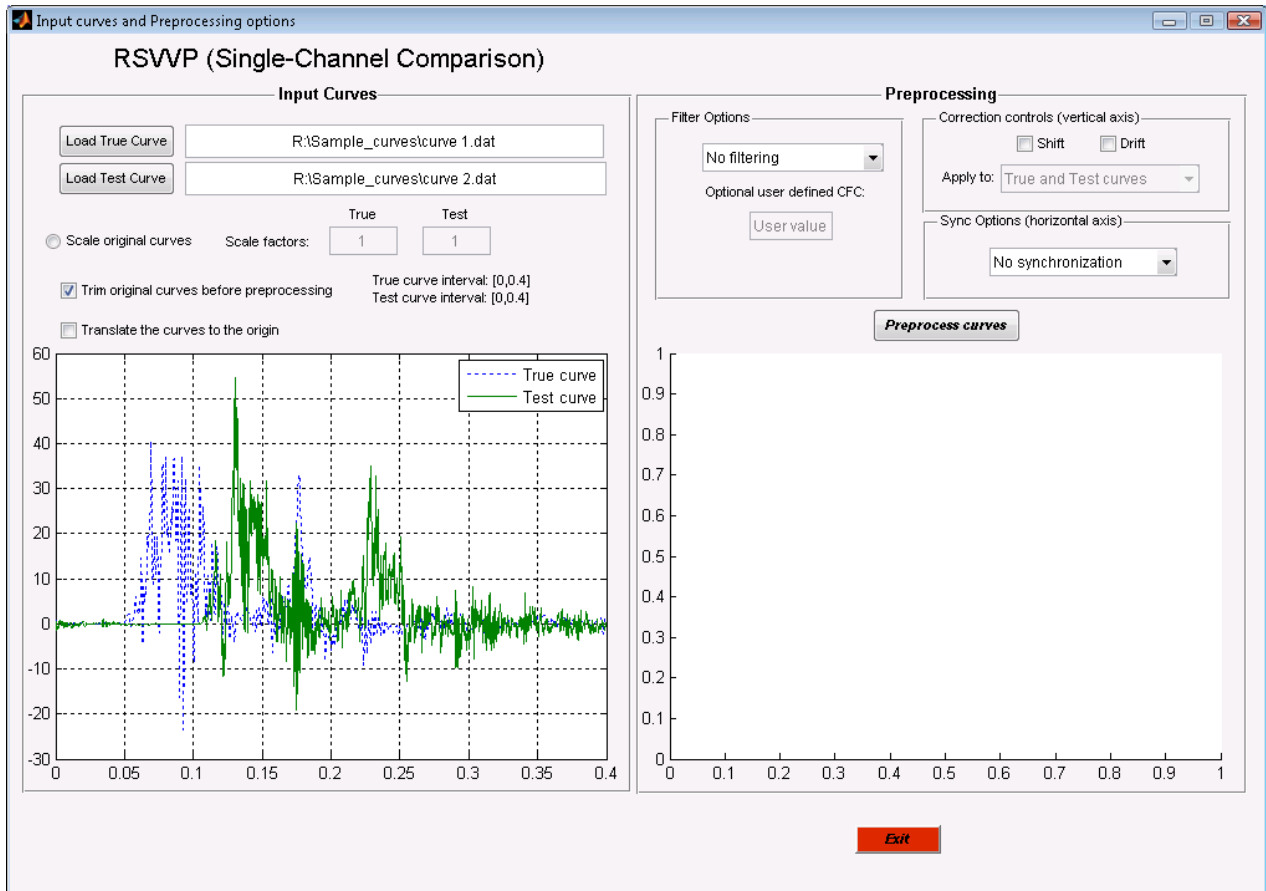 Input curves and Preprocessing options
RSVVP (Single-Channel Comparison)
Input Curves
Load True Curve
R:\Sample_curves\curve 1.dat
Load Test Curve
R:\Sample_curves\curve 2.dat
True Test
Scale original curves Scale factors: 1 1
Trim original curves before preprocessing
True curve interval: [0,0.4]
Test curve interval: [0,0.4]
Translate the curves to the origin
True curve
Test curve
60
50
40
30
20
10
0
-10
-20
-30
0 0.05 0.1 0.15 0.2 0.25 0.3 0.35 0.4
Preprocessing
Filter Options
No filtering
Optional user defined CFC:
User value
Correction controls (vertical axis)
Shift Drift
Apply to: True and Test curves
Sync Options (horizontal axis)
No synchronization
Preprocess curves
1
0.9
0.8
0.7
0.6
0.5
0.4
0.3
0.2
0.1
0
0 0.1 0.2 0.3 0.4 0.5 0.6 0.7 0.8 0.9 1
Exit